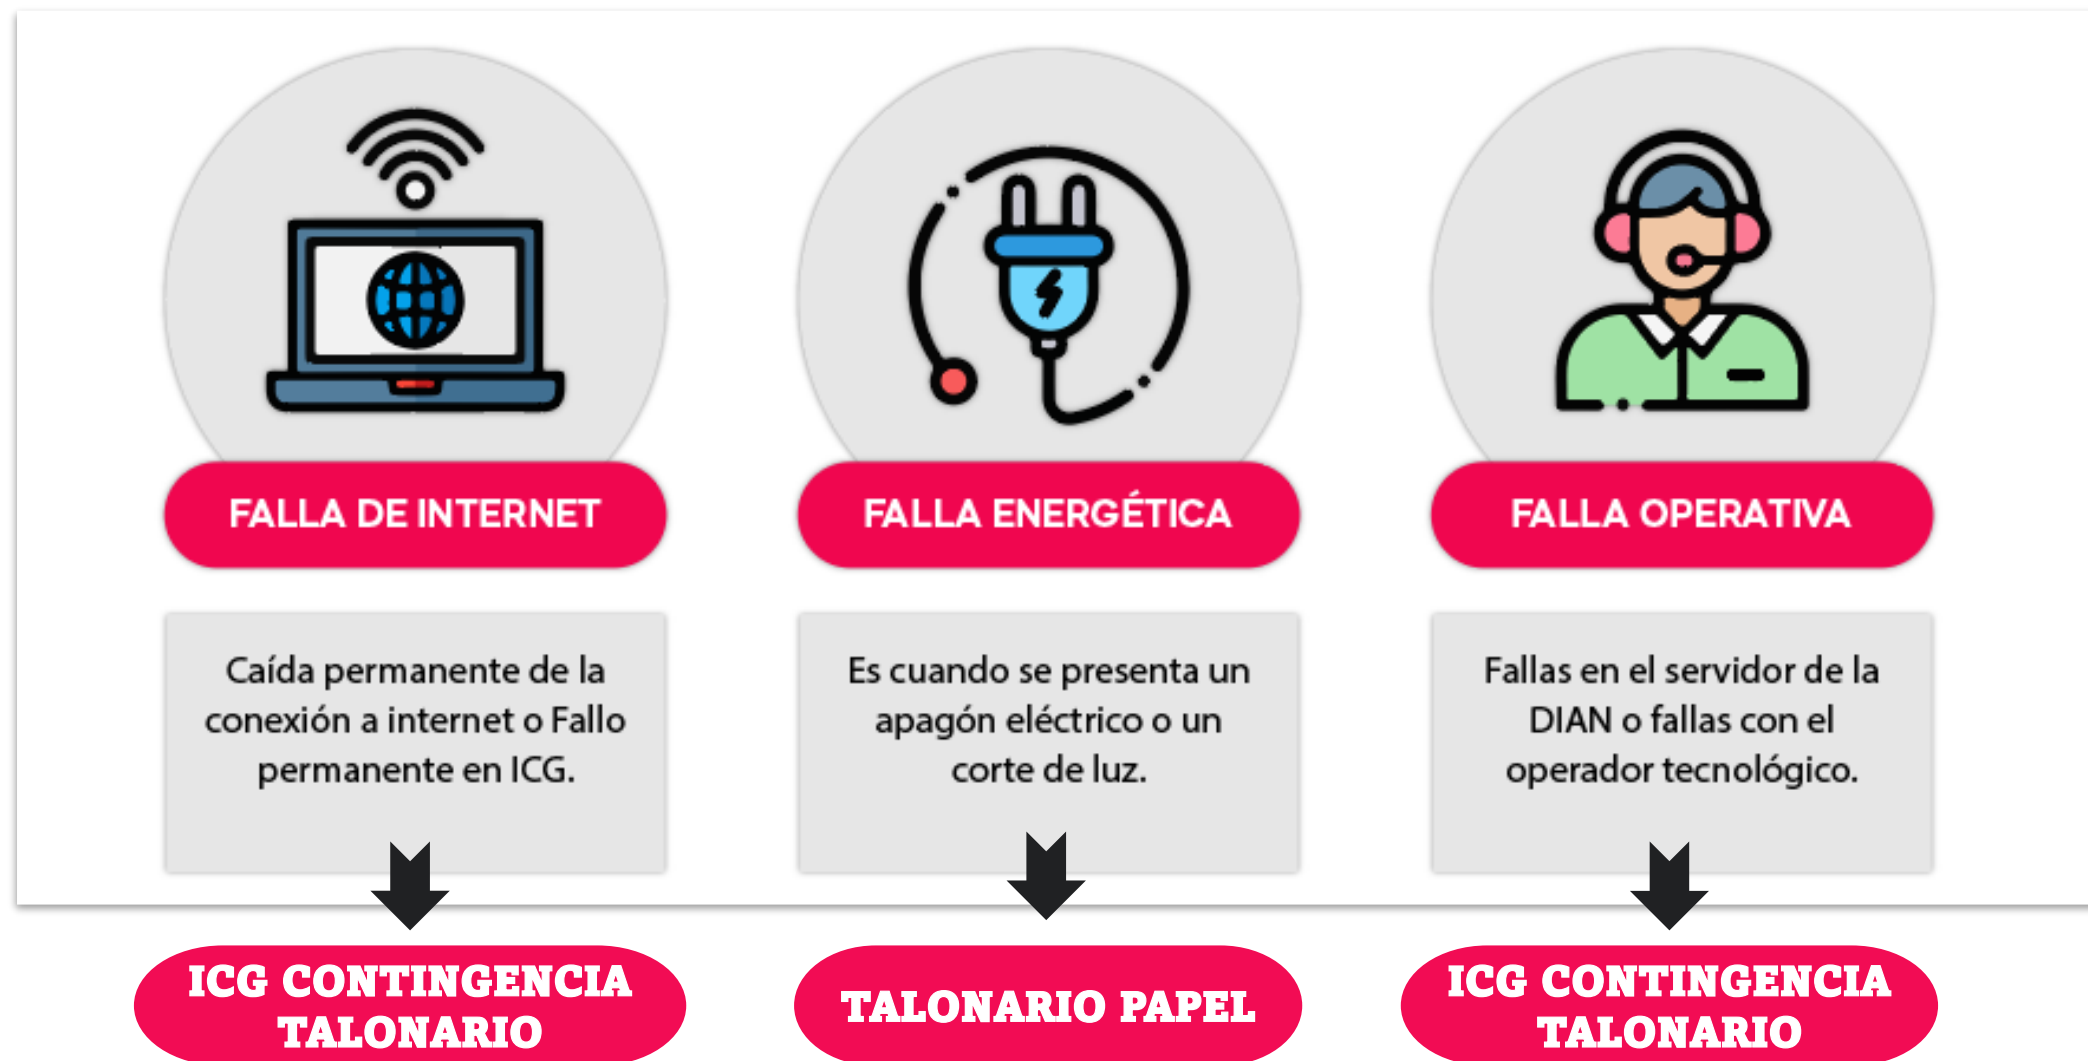 FALLA DE INTERNET
Caída permanente de la
conexión a internet o Fallo
permanente en ICG.
ICG CONTINGENCIA
TALONARIO
FALLA ENERGÉTICA
Es cuando se presenta un
apagón eléctrico o un
corte de luz.
TALONARIO PAPEL
FALLA OPERATIVA
Fallas en el servidor de la
DIAN o fallas con el
operador tecnológico.
ICG CONTINGENCIA
TALONARIO